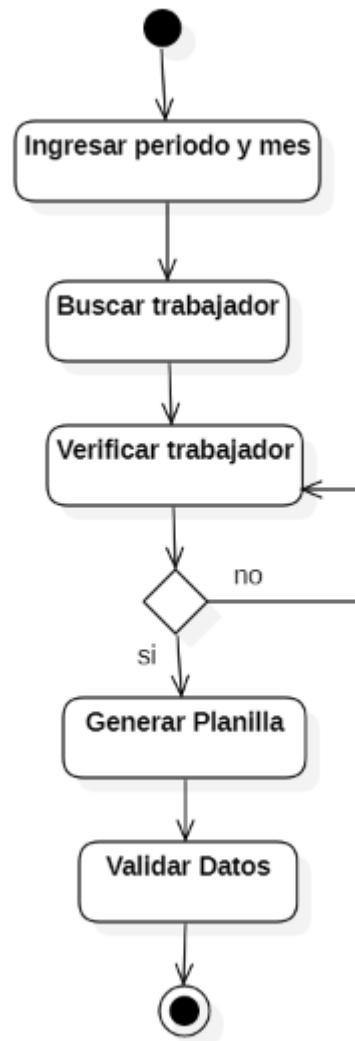 Ingresar periodo y mes
Buscar trabajador
Verificar trabajador
no
si
Generar Planilla
Validar Datos